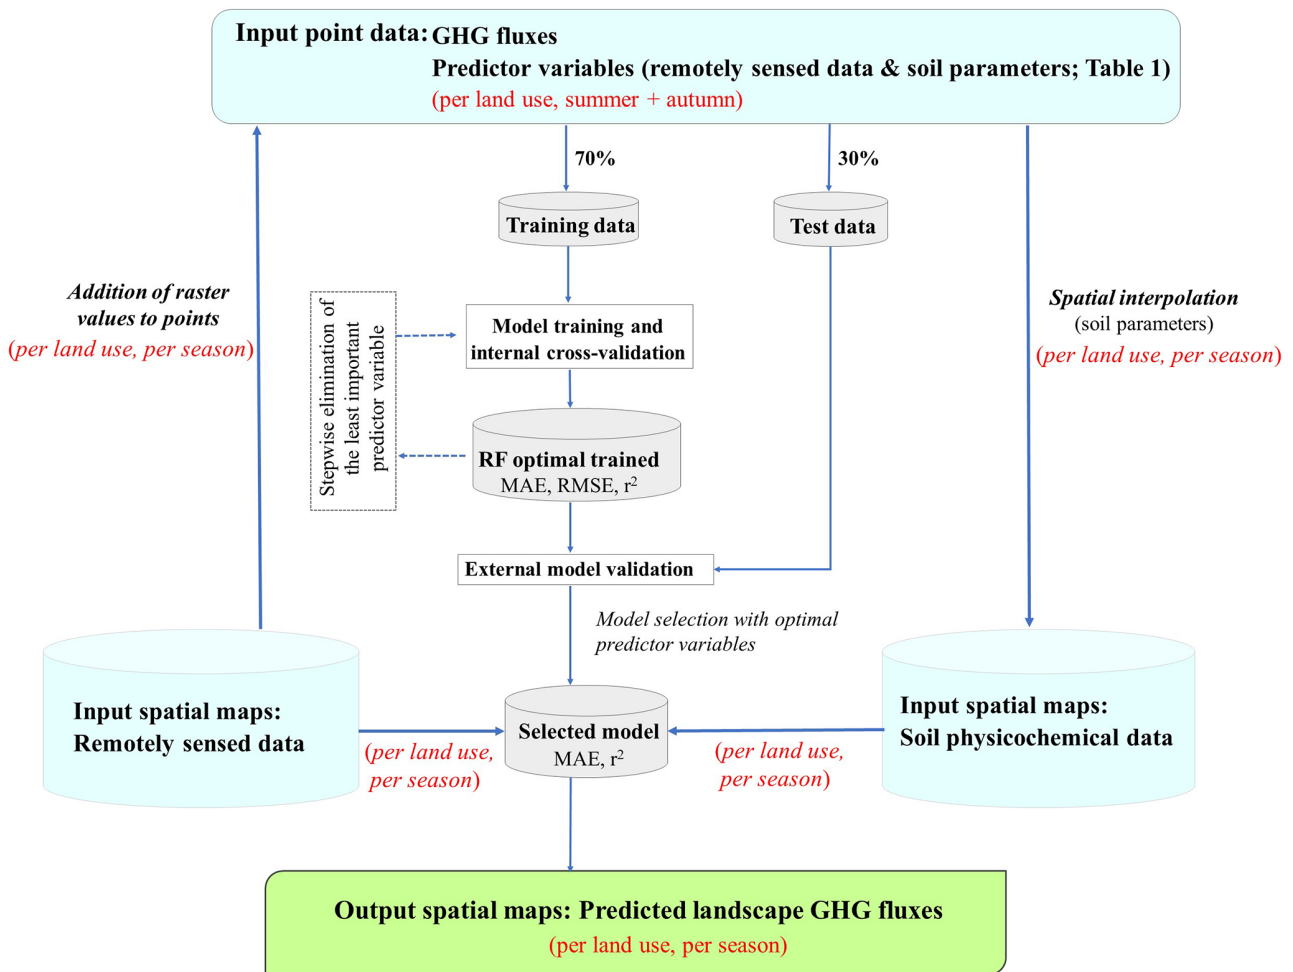 Input point data: GHG fluxes
Predictor variables (remotely sensed data & soil parameters; Table 1)
(per land use, summer + autumn)
70%
30%
Training data
Test data
Addition of raster
values to points
(per land use, per season)
Spatial interpolation
(soil parameters)
(per land use, per season)
Stepwise elimination of
the least important
predictor variable
Model training and
internal cross-validation
RF optimal trained
MAE, RMSE, r²
External model validation
Model selection with optimal
predictor variables
Input spatial maps:
Remotely sensed data
(per land use,
per season)
Selected model
MAE, r²
(per land use,
per season)
Input spatial maps:
Soil physicochemical data
Output spatial maps: Predicted landscape GHG fluxes
(per land use, per season)